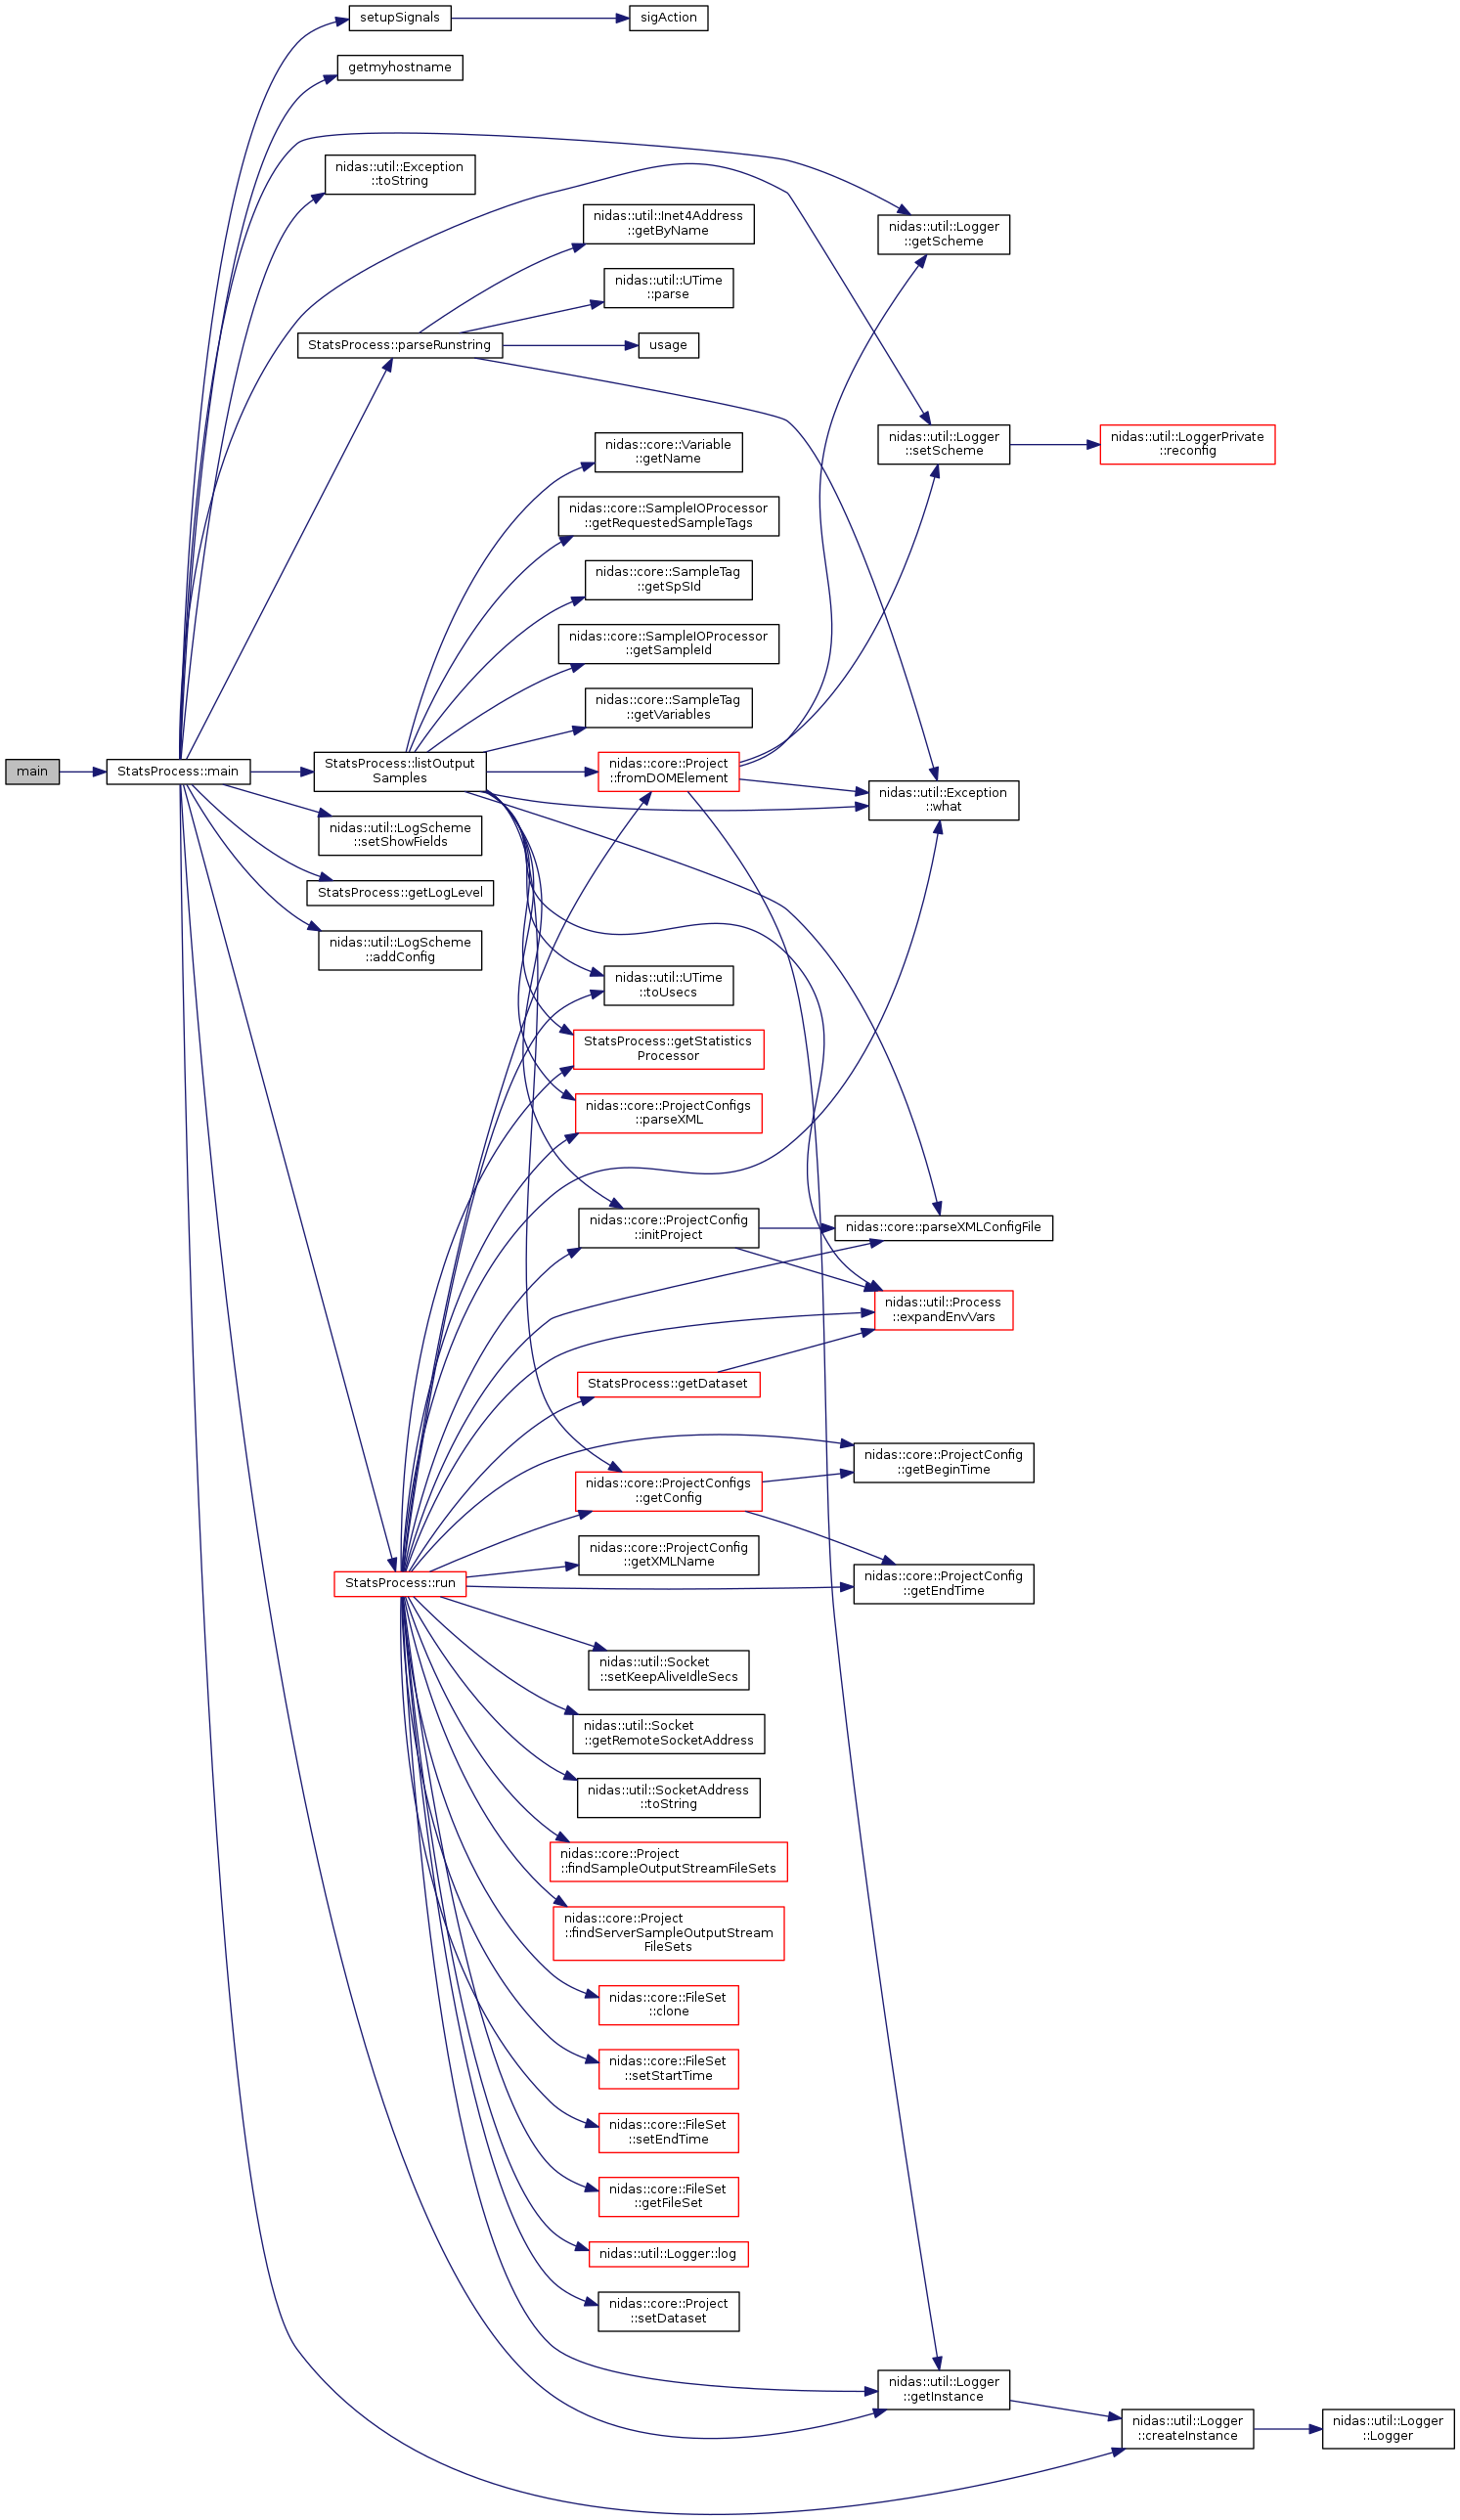 setupSignals
sigAction
getmyhostname
nidas::util::Exception
::toString
nidas::util::Inet4Address
::getByName
nidas::util::Logger
::getScheme
nidas::util::UTime
::parse
StatsProcess::parseRunstring
usage
nidas::util::Logger
::setScheme
nidas::util::LoggerPrivate
::reconfig
nidas::core::Variable
::getName
nidas::core::SampleIOProcessor
::getRequestedSampleTags
nidas::core::SampleTag
::getSpSId
nidas::core::SampleIOProcessor
::getSampleId
nidas::core::SampleTag
::getVariables
main
StatsProcess::main
StatsProcess::listOutput
Samples
nidas::core::Project
::fromDOMElement
nidas::util::Exception
::what
nidas::util::LogScheme
::setShowFields
StatsProcess::getLogLevel
nidas::util::LogScheme
::addConfig
nidas::util::UTime
::toUsecs
StatsProcess::getStatistics
Processor
nidas::core::ProjectConfigs
::parseXML
nidas::core::ProjectConfig
::initProject
nidas::core::parseXMLConfigFile
nidas::util::Process
::expandEnvVars
StatsProcess::getDataset
nidas::core::ProjectConfig
::getBeginTime
nidas::core::ProjectConfigs
::getConfig
nidas::core::ProjectConfig
::getXMLName
StatsProcess::run
nidas::core::ProjectConfig
::getEndTime
nidas::util::Socket
::setKeepAliveIdleSecs
nidas::util::Socket
::getRemoteSocketAddress
nidas::util::SocketAddress
::toString
nidas::core::Project
::findSampleOutputStreamFileSets
nidas::core::Project
::findServerSampleOutputStream
FileSets
nidas::core::FileSet
::clone
nidas::core::FileSet
::setStartTime
nidas::core::FileSet
::setEndTime
nidas::core::FileSet
::getFileSet
nidas::util::Logger::log
nidas::core::Project
::setDataset
nidas::util::Logger
::getInstance
nidas::util::Logger
::createInstance
nidas::util::Logger
::Logger